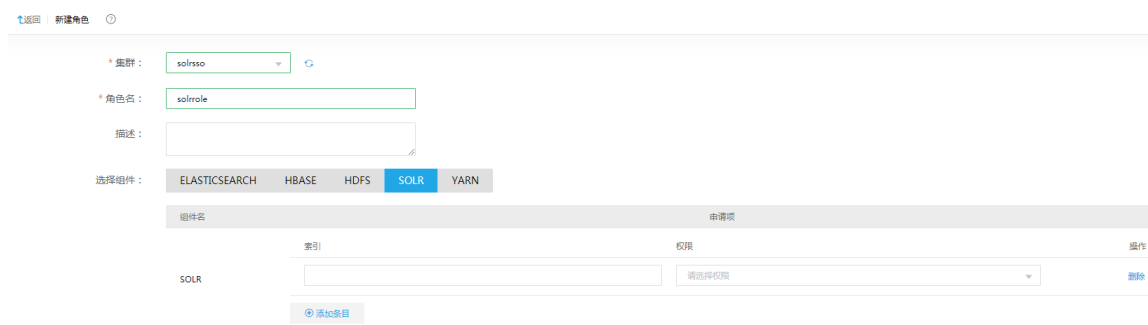 返回 新建角色
* 集群： solrsso
* 角色名： solrrole
描述：
选择组件： ELASTICSEARCH HBASE HDFS SOLR YARN
组件名 申请项
索引 权限 操作
SOLR 请选择权限 删除
添加条目